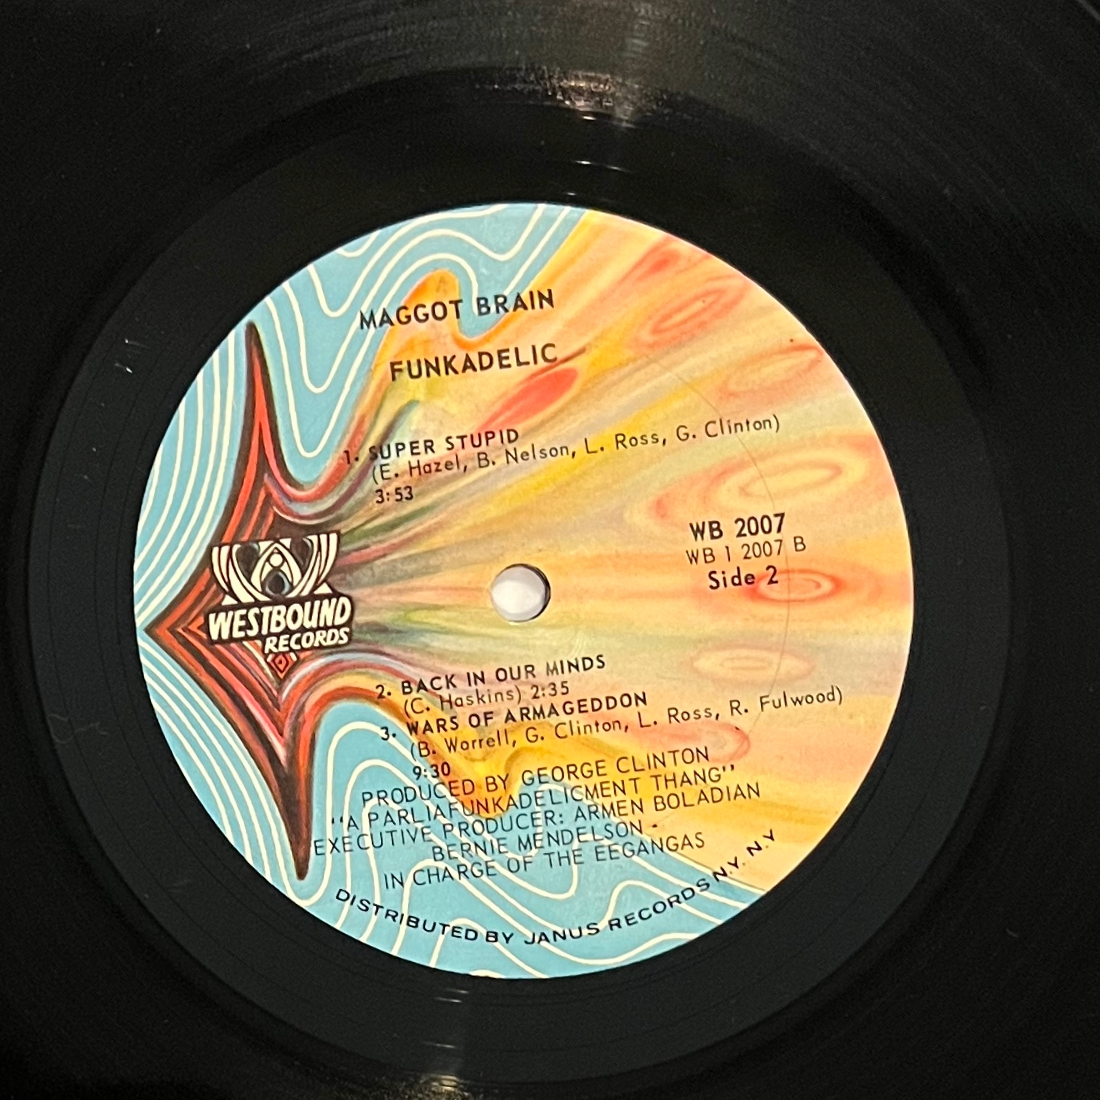 MAGGOT BRAIN
FUNKADELIC
1. SUPER STUPID
(E. Hazel, B. Nelson, L. Ross, G. Clinton)
3:53
WB 2007
WB 1 2007 B
Side 2
WESTBOUND
RECORDS
2. BACK IN OUR MINDS
(C. Haskins) 2:35
3. WARS OF ARMAGEDDON
(B. Worrell, G. Clinton, L. Ross, R. Fulwood)
9:30
PRODUCED BY GEORGE CLINTON
"A PARLIAFUNKADELICMENT THANG"
EXECUTIVE PRODUCER: ARMEN BOLADIAN
BERNIE MENDELSON -
IN CHARGE OF THE EEGANGAS
DISTRIBUTED BY JANUS RECORDS N.Y. N.Y